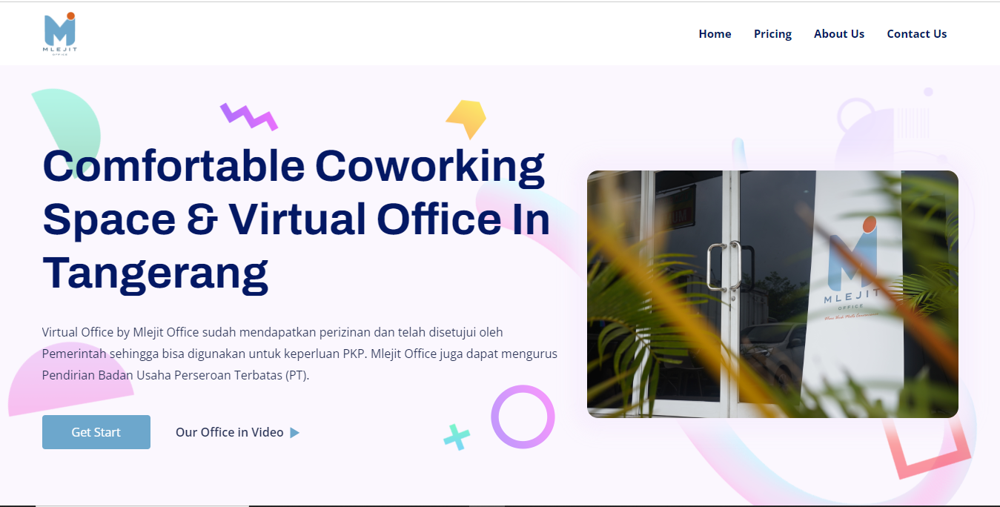 MLEJIT
OFFICE
Home
Pricing
About Us
Contact Us
Comfortable Coworking
Space & Virtual Office In
Tangerang
Virtual Office by Mlejit Office sudah mendapatkan perizinan dan telah disetujui oleh
Pemerintah sehingga bisa digunakan untuk keperluan PKP. Mlejit Office juga dapat mengurus
Pendirian Badan Usaha Perseroan Terbatas (PT).
Get Start
Our Office in Video
MLEJIT
OFFICE